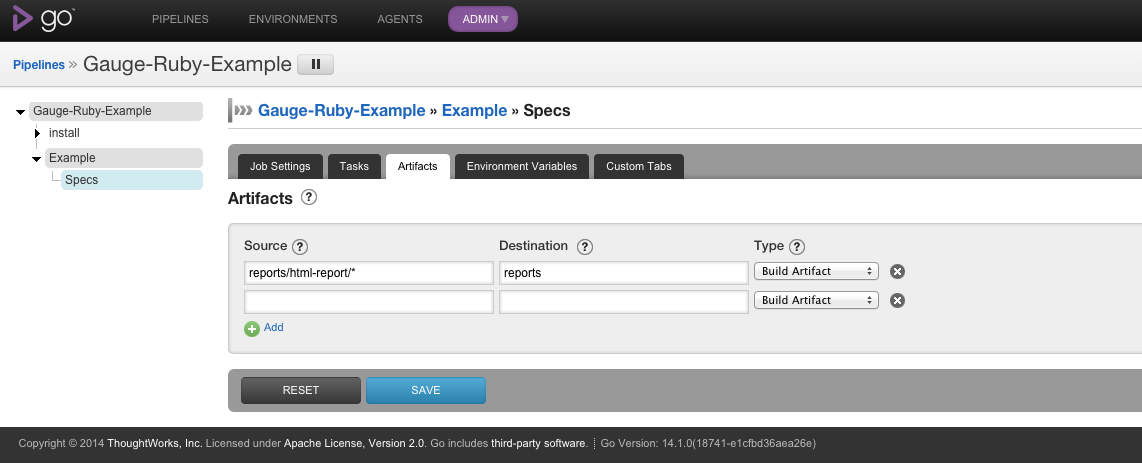 go™ PIPELINES ENVIRONMENTS AGENTS ADMIN
Pipelines » Gauge-Ruby-Example
Gauge-Ruby-Example
install
Example
Specs
Gauge-Ruby-Example » Example » Specs
Job Settings Tasks Artifacts Environment Variables Custom Tabs
Artifacts ?
Source ? Destination ? Type ?
reports/html-report/* reports Build Artifact
Build Artifact
Add
RESET SAVE
Copyright © 2014 ThoughtWorks, Inc. Licensed under Apache License, Version 2.0. Go includes third-party software. Go Version: 14.1.0(18741-e1cfbd36aea26e)